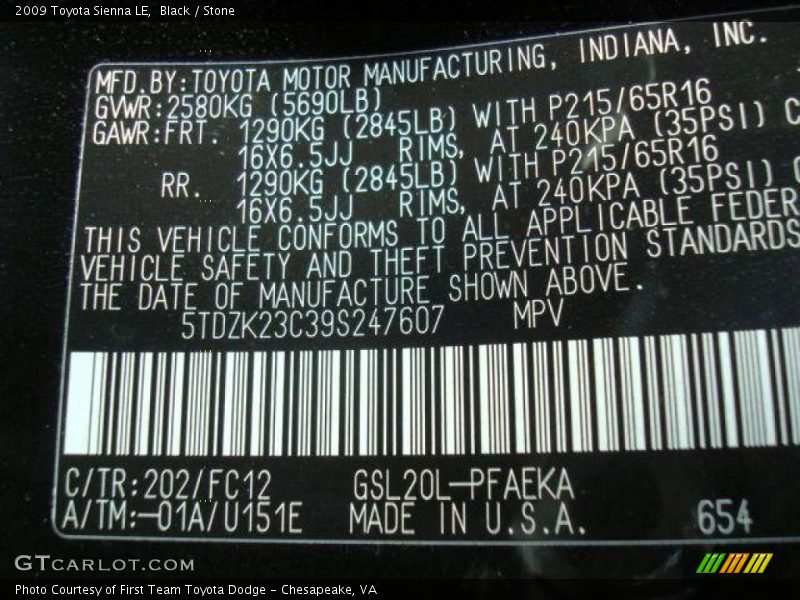 2009 Toyota Sienna LE, Black / Stone
MFD.BY:TOYOTA MOTOR MANUFACTURING, INDIANA, INC.
GVWR:2580KG (5690LB)
GAWR:FRT. 1290KG (2845LB) WITH P215/65R16
16X6.5JJ RIMS, AT 240KPA (35PSI) C
RR. 1290KG (2845LB) WITH P215/65R16
16X6.5JJ RIMS, AT 240KPA (35PSI)
THIS VEHICLE CONFORMS TO ALL APPLICABLE FEDER
VEHICLE SAFETY AND THEFT PREVENTION STANDARDS
THE DATE OF MANUFACTURE SHOWN ABOVE.
5TDZK23C39S247607 MPV
C/TR:202/FC12 GSL20L-PFAEKA
A/TM:-01A/U151E MADE IN U.S.A. 654
GTCARLOT.COM
Photo Courtesy of First Team Toyota Dodge - Chesapeake, VA